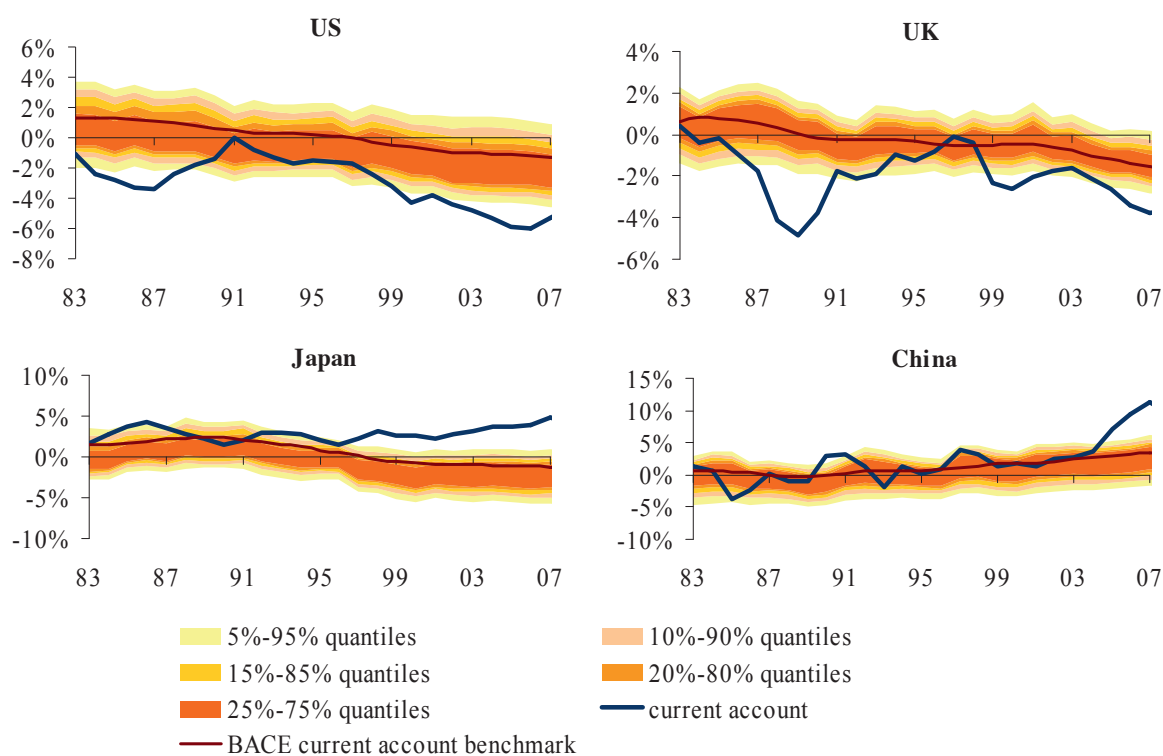 US
6%
4%
2%
0%
-2%
-4%
-6%
-8%
83 87 91 95 99 03 07
UK
4%
2%
0%
-2%
-4%
-6%
83 87 91 95 99 03 07
Japan
10%
5%
0%
-5%
-10%
83 87 91 95 99 03 07
China
15%
10%
5%
0%
-5%
-10%
83 87 91 95 99 03 07
5%-95% quantiles
10%-90% quantiles
15%-85% quantiles
20%-80% quantiles
25%-75% quantiles
current account
BACE current account benchmark